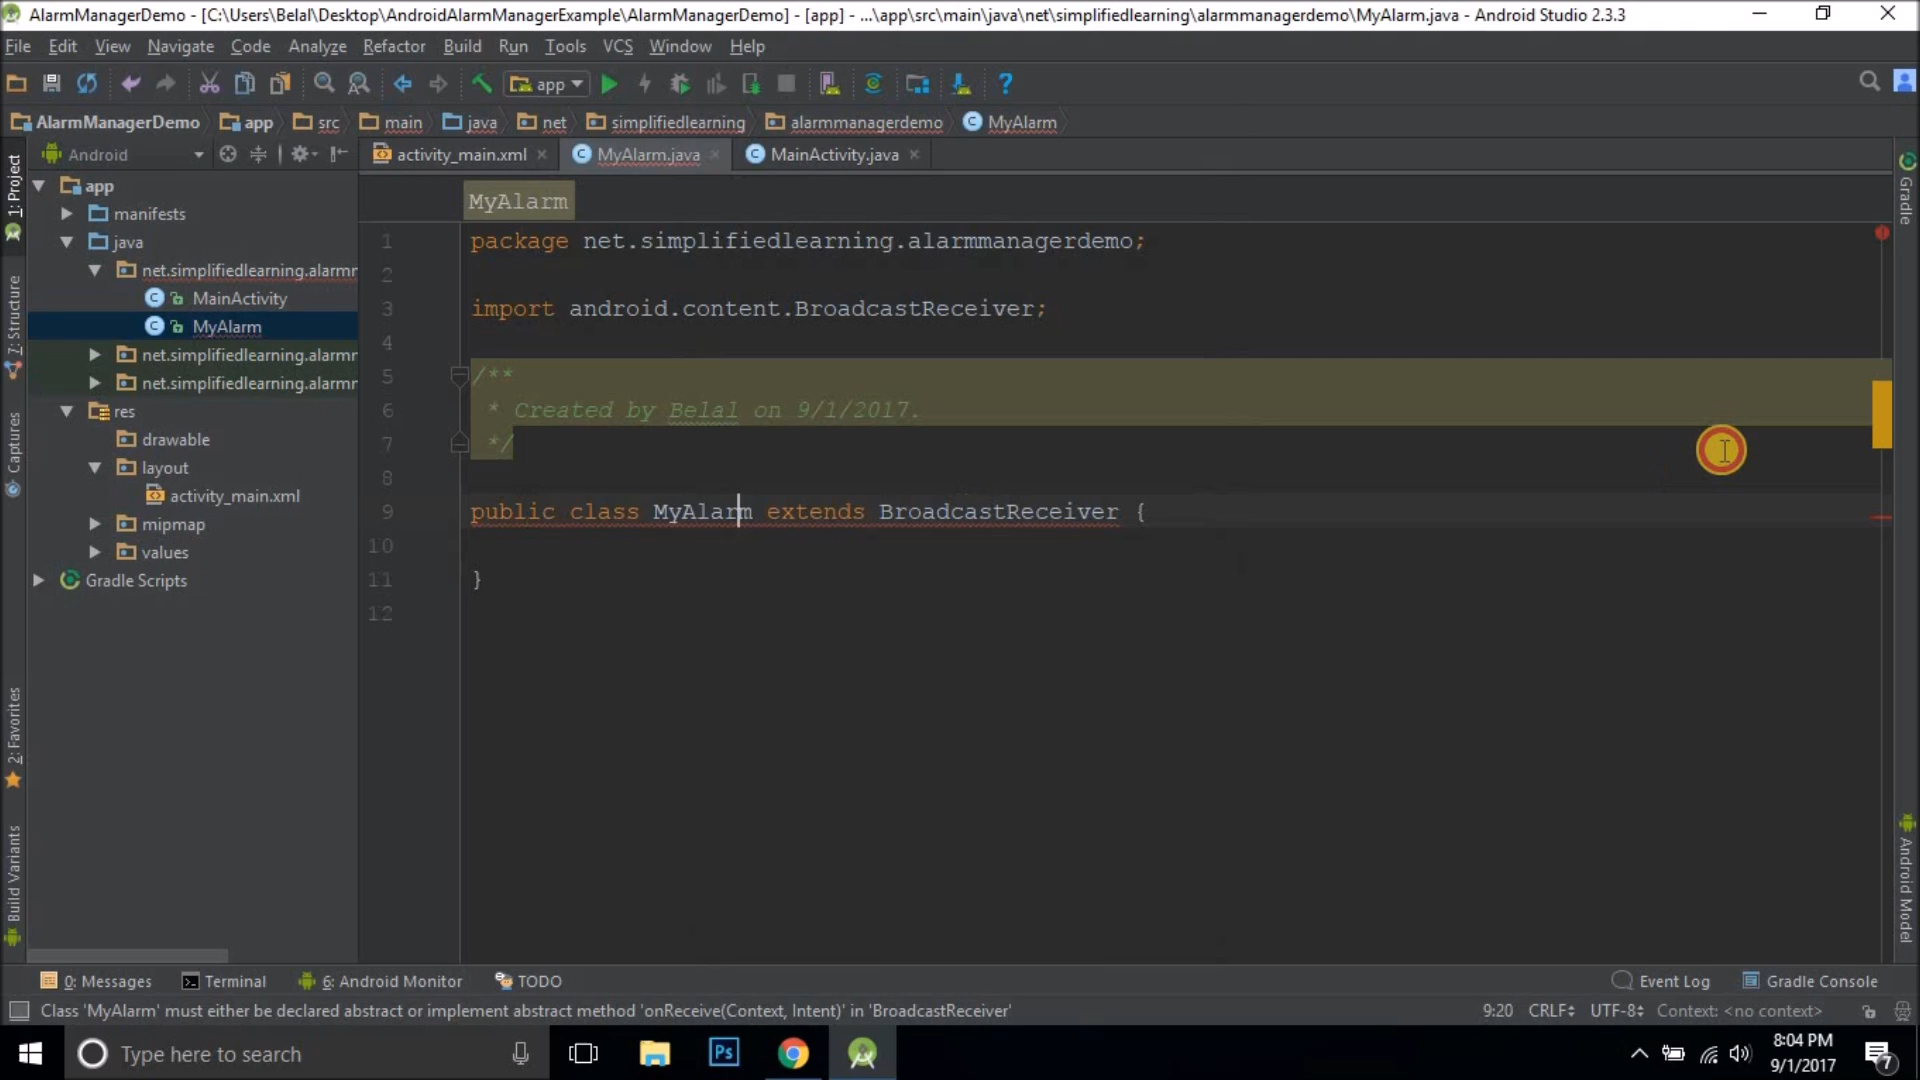 AlarmManagerDemo - [C:\Users\Belal\Desktop\AndroidAlarmManagerExample\AlarmManagerDemo] - [app] - ...\app\src\main\java\net\simplifiedlearning\alarmmanagerdemo\MyAlarm.java - Android Studio 2.3.3
File Edit View Navigate Code Analyze Refactor Build Run Tools VCS Window Help
app
AlarmManagerDemo app src main java net simplifiedlearning alarmmanagerdemo MyAlarm
Android
activity_main.xml MyAlarm.java MainActivity.java
1: Project
7: Structure
Captures
2: Favorites
Build Variants
app
manifests
java
net.simplifiedlearning.alarmr
MainActivity
MyAlarm
net.simplifiedlearning.alarmr
net.simplifiedlearning.alarmr
res
drawable
layout
activity_main.xml
mipmap
values
Gradle Scripts
MyAlarm
1 package net.simplifiedlearning.alarmmanagerdemo;
2
3 import android.content.BroadcastReceiver;
4
5 /**
6 * Created by Belal on 9/1/2017.
7 */
8
9 public class MyAlarm extends BroadcastReceiver {
10
11 }
12
Gradle
Android Model
0: Messages Terminal 6: Android Monitor TODO Event Log Gradle Console
Class 'MyAlarm' must either be declared abstract or implement abstract method 'onReceive(Context, Intent)' in 'BroadcastReceiver' 9:20 CRLF UTF-8 Context: <no context>
Type here to search
Ps
8:04 PM
9/1/2017
7